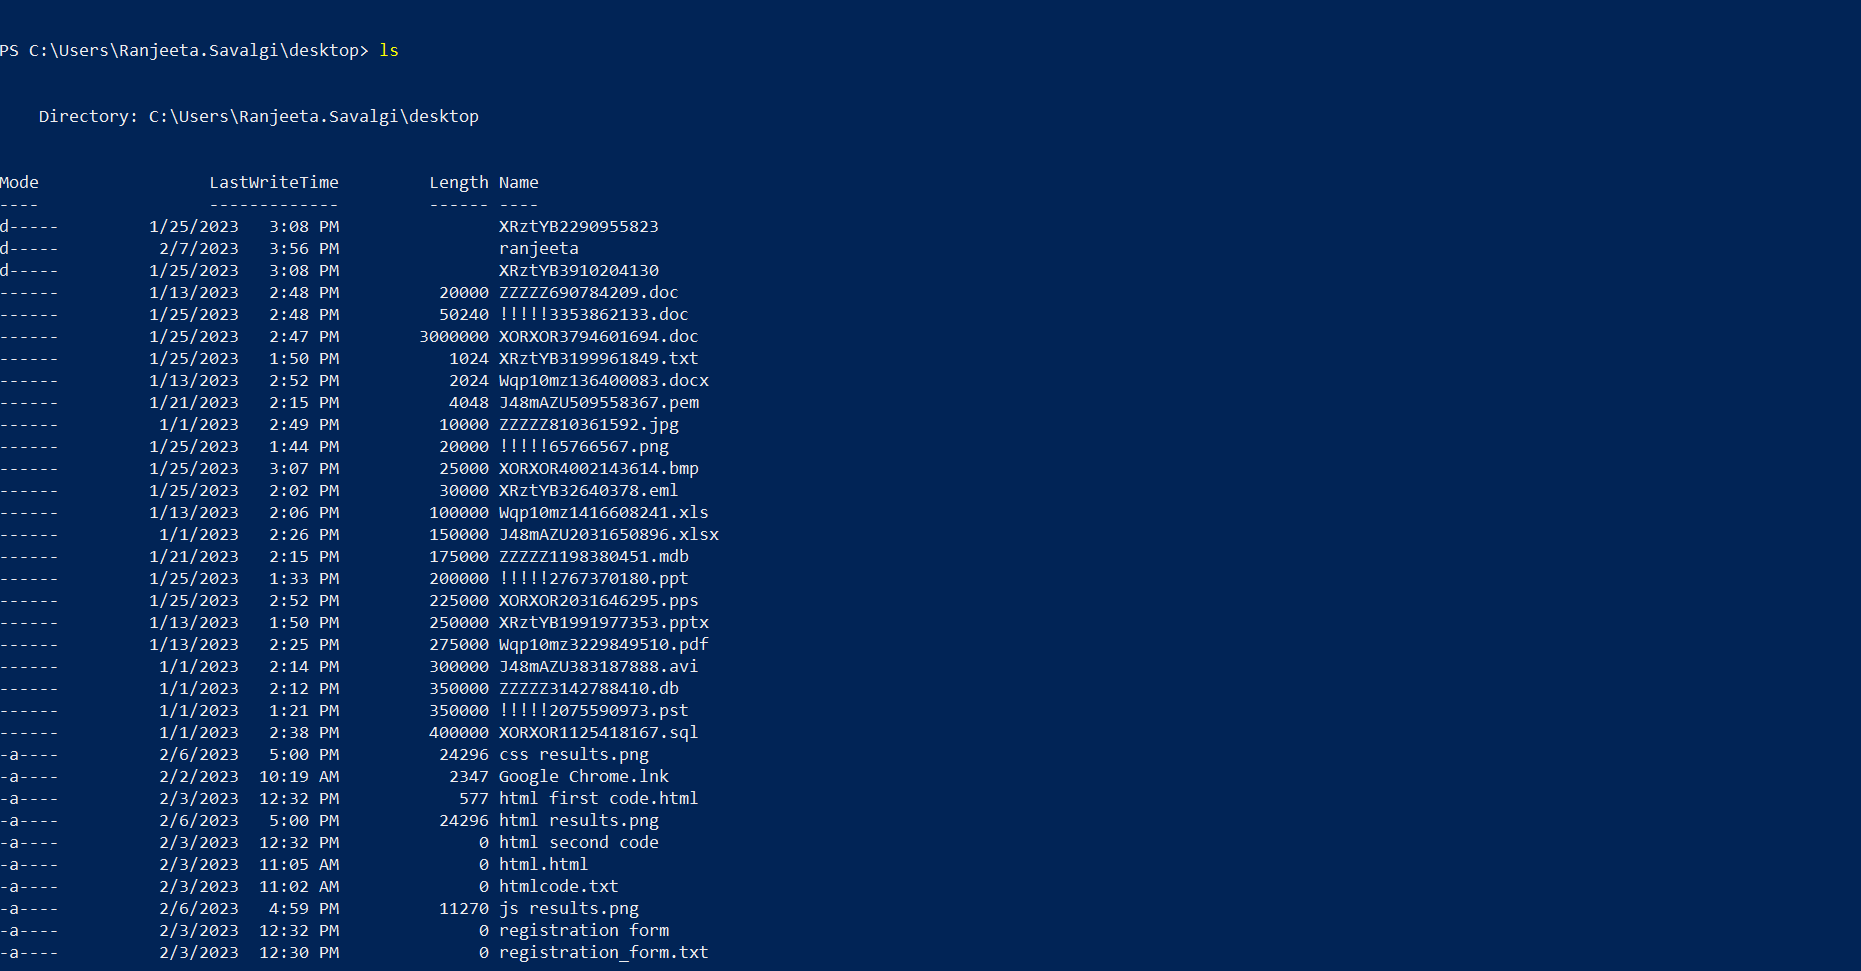 PS C:\Users\Ranjeeta.Savalgi\desktop> ls
Directory: C:\Users\Ranjeeta.Savalgi\desktop
Mode                 LastWriteTime         Length Name
----                 -------------         ------ ----
d-----         1/25/2023   3:08 PM                XRztYB2290955823
d-----          2/7/2023   3:56 PM                ranjeeta
d-----         1/25/2023   3:08 PM                XRztYB3910204130
------         1/13/2023   2:48 PM          20000 ZZZZZ690784209.doc
------         1/25/2023   2:48 PM          50240 !!!!!3353862133.doc
------         1/25/2023   2:47 PM        3000000 XORXOR3794601694.doc
------         1/25/2023   1:50 PM           1024 XRztYB3199961849.txt
------         1/13/2023   2:52 PM           2024 Wqp10mz136400083.docx
------         1/21/2023   2:15 PM           4048 J48mAZU509558367.pem
------          1/1/2023   2:49 PM          10000 ZZZZZ810361592.jpg
------         1/25/2023   1:44 PM          20000 !!!!!65766567.png
------         1/25/2023   3:07 PM          25000 XORXOR4002143614.bmp
------         1/25/2023   2:02 PM          30000 XRztYB32640378.eml
------         1/13/2023   2:06 PM         100000 Wqp10mz1416608241.xls
------          1/1/2023   2:26 PM         150000 J48mAZU2031650896.xlsx
------         1/21/2023   2:15 PM         175000 ZZZZZ1198380451.mdb
------         1/25/2023   1:33 PM         200000 !!!!!2767370180.ppt
------         1/25/2023   2:52 PM         225000 XORXOR2031646295.pps
------         1/13/2023   1:50 PM         250000 XRztYB1991977353.pptx
------         1/13/2023   2:25 PM         275000 Wqp10mz3229849510.pdf
------          1/1/2023   2:14 PM         300000 J48mAZU383187888.avi
------          1/1/2023   2:12 PM         350000 ZZZZZ3142788410.db
------          1/1/2023   1:21 PM         350000 !!!!!2075590973.pst
------          1/1/2023   2:38 PM         400000 XORXOR1125418167.sql
-a----          2/6/2023   5:00 PM          24296 css results.png
-a----          2/2/2023  10:19 AM           2347 Google Chrome.lnk
-a----          2/3/2023  12:32 PM            577 html first code.html
-a----          2/6/2023   5:00 PM          24296 html results.png
-a----          2/3/2023  12:32 PM              0 html second code
-a----          2/3/2023  11:05 AM              0 html.html
-a----          2/3/2023  11:02 AM              0 htmlcode.txt
-a----          2/6/2023   4:59 PM          11270 js results.png
-a----          2/3/2023  12:32 PM              0 registration form
-a----          2/3/2023  12:30 PM              0 registration_form.txt